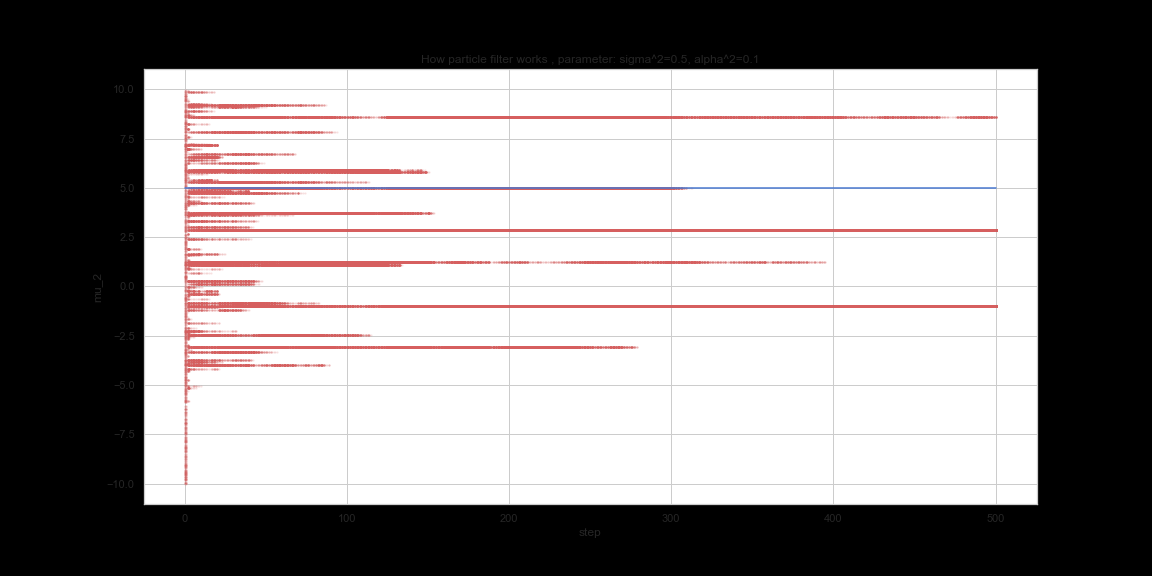 How particle filter works , parameter: sigma^2=0.5, alpha^2=0.1
10.0
7.5
5.0
2.5
0.0
−2.5
−5.0
−7.5
−10.0
mu_2
0 100 200 300 400 500
step